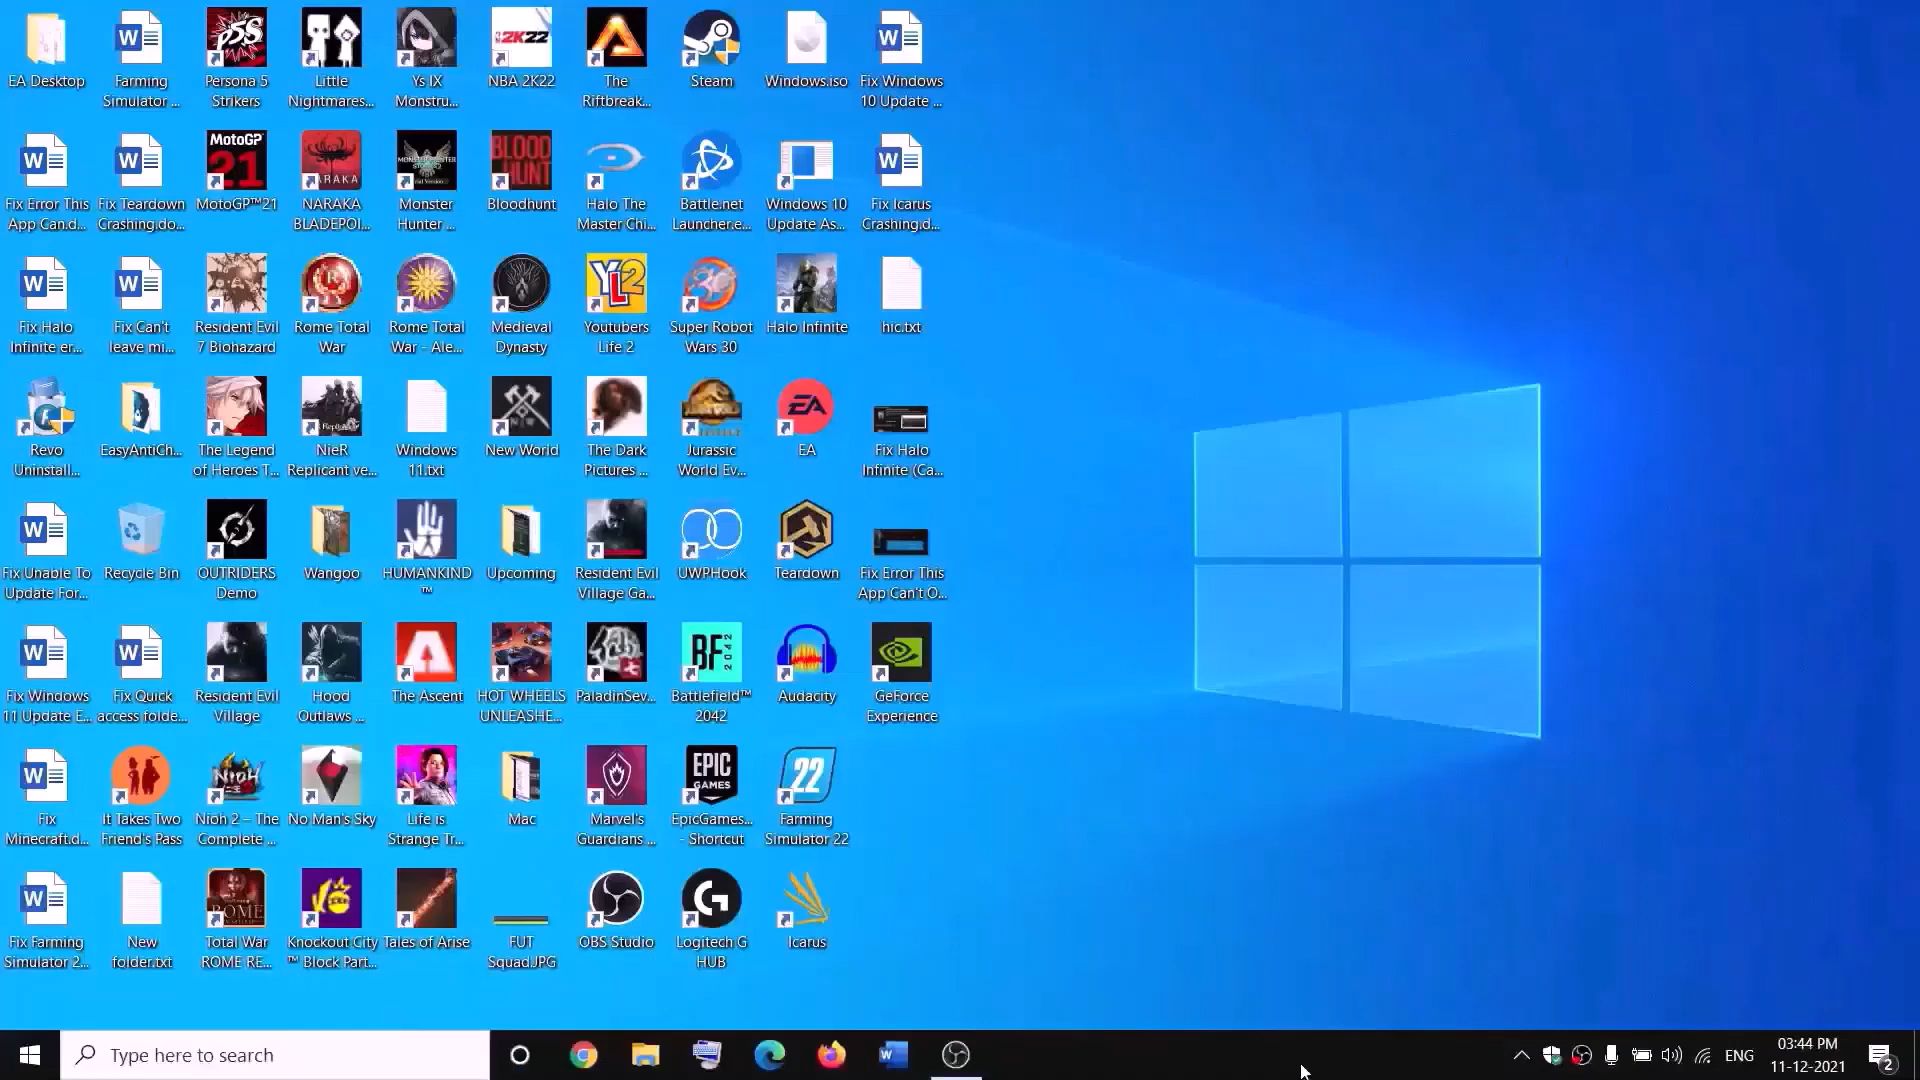 EA Desktop
Farming
Simulator ...
Persona 5
Strikers
Little
Nightmares...
Ys IX
Monstru...
NBA 2K22
The
Riftbreak...
Steam
Windows.iso
Fix Windows
10 Update ...
Fix Error This
App Can.d...
Fix Teardown
Crashing.do...
MotoGP™21
NARAKA
BLADEPOI...
Monster
Hunter ...
Bloodhunt
Halo The
Master Chi...
Battle.net
Launcher.e...
Windows 10
Update As...
Fix Icarus
Crashing.d...
Fix Halo
Infinite er...
Fix Can't
leave mi...
Resident Evil
7 Biohazard
Rome Total
War
Rome Total
War - Ale...
Medieval
Dynasty
Youtubers
Life 2
Super Robot
Wars 30
Halo Infinite
hic.txt
Revo
Uninstall...
EasyAntiCh...
The Legend
of Heroes T...
NieR
Replicant ve...
Windows
11.txt
New World
The Dark
Pictures ...
Jurassic
World Ev...
EA
Fix Halo
Infinite (Ca...
Fix Unable To
Update For...
Recycle Bin
OUTRIDERS
Demo
Wangoo
HUMANKIND
™
Upcoming
Resident Evil
Village Ga...
UWPHook
Teardown
Fix Error This
App Can't O...
Fix Windows
11 Update E...
Fix Quick
access folde...
Resident Evil
Village
Hood
Outlaws ...
The Ascent
HOT WHEELS
UNLEASHE...
PaladinSev...
Battlefield™
2042
Audacity
GeForce
Experience
Fix
Minecraft.d...
It Takes Two
Friend's Pass
Nioh 2 – The
Complete ...
No Man's Sky
Life is
Strange Tr...
Mac
Marvel's
Guardians ...
EpicGames...
- Shortcut
Farming
Simulator 22
Fix Farming
Simulator 2...
New
folder.txt
Total War
ROME RE...
Knockout City
™ Block Part...
Tales of Arise
FUT
Squad.JPG
OBS Studio
Logitech G
HUB
Icarus
Type here to search
ENG
03:44 PM
11-12-2021
2